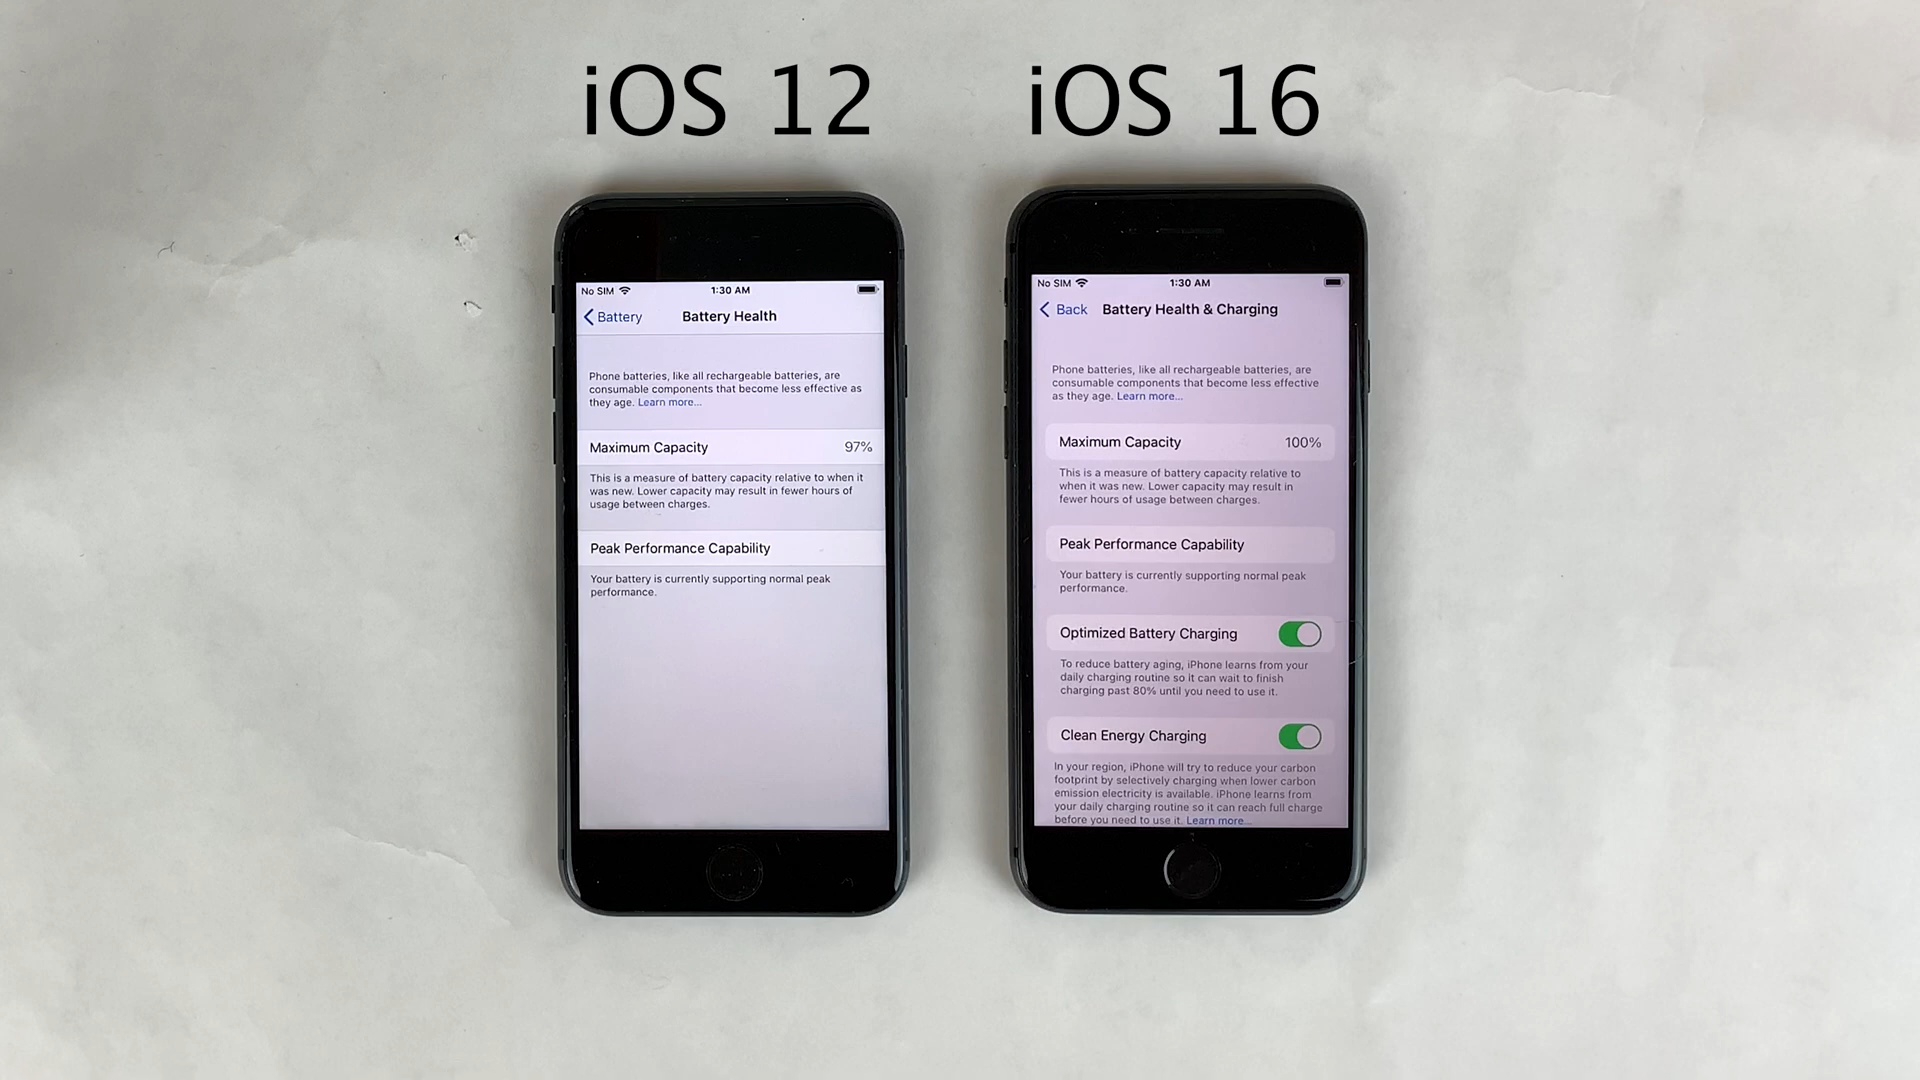 iOS 12
iOS 16
No SIM
1:30 AM
Battery
Battery Health
Phone batteries, like all rechargeable batteries, are
consumable components that become less effective as
they age. Learn more...
Maximum Capacity
97%
This is a measure of battery capacity relative to when it
was new. Lower capacity may result in fewer hours of
usage between charges.
Peak Performance Capability
Your battery is currently supporting normal peak
performance.
No SIM
1:30 AM
Back
Battery Health & Charging
Phone batteries, like all rechargeable batteries, are
consumable components that become less effective
as they age. Learn more...
Maximum Capacity
100%
This is a measure of battery capacity relative to
when it was new. Lower capacity may result in
fewer hours of usage between charges.
Peak Performance Capability
Your battery is currently supporting normal peak
performance.
Optimized Battery Charging
To reduce battery aging, iPhone learns from your
daily charging routine so it can wait to finish
charging past 80% until you need to use it.
Clean Energy Charging
In your region, iPhone will try to reduce your carbon
footprint by selectively charging when lower carbon
emission electricity is available. iPhone learns from
your daily charging routine so it can reach full charge
before you need to use it. Learn more...